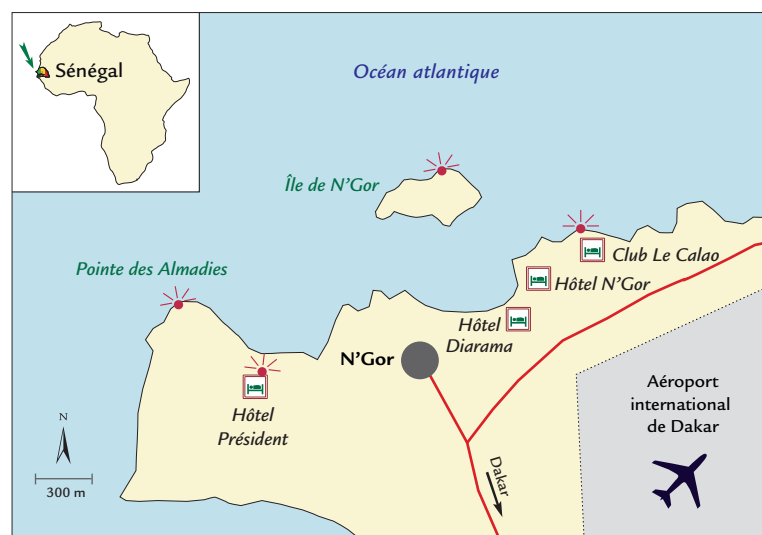 Sénégal
Océan atlantique
Île de N'Gor
Pointe des Almadies
Club Le Calao
Hôtel N'Gor
Hôtel
Diarama
N'Gor
Hôtel
Président
Aéroport
international
de Dakar
Dakar
N
300 m